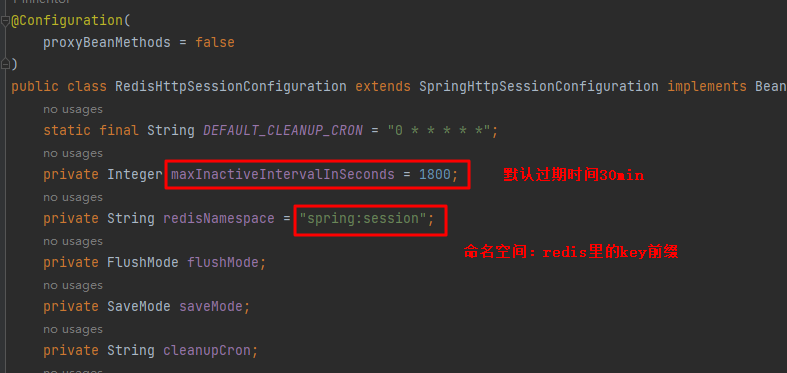 @Configuration(
proxyBeanMethods = false
)
public class RedisHttpSessionConfiguration extends SpringHttpSessionConfiguration implements Bean
no usages
static final String DEFAULT_CLEANUP_CRON = "0 * * * * *";
no usages
private Integer maxInactiveIntervalInSeconds = 1800; 默认过期时间30min
no usages
private String redisNamespace = "spring:session";
no usages
命名空间：redis里的key前缀
private FlushMode flushMode;
no usages
private SaveMode saveMode;
no usages
private String cleanupCron;
no usages